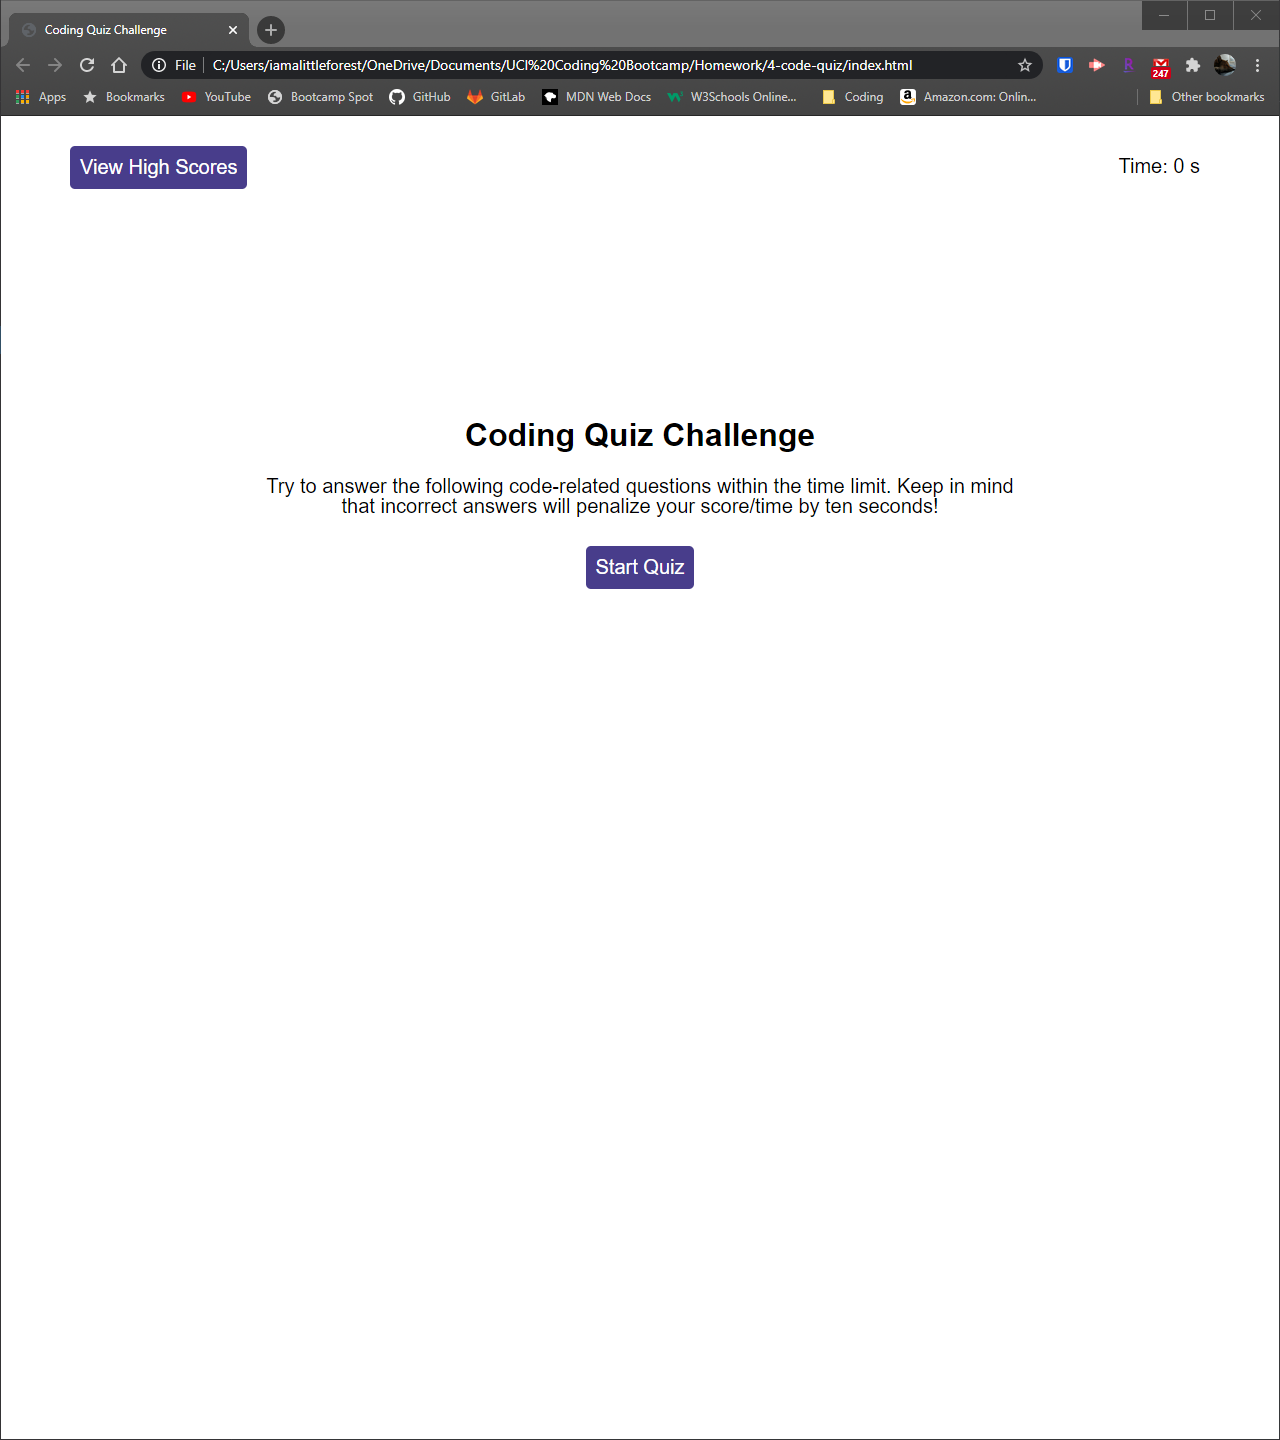 Coding Quiz Challenge
File C:/Users/iamalittleforest/OneDrive/Documents/UCI%20Coding%20Bootcamp/Homework/4-code-quiz/index.html
247
Apps Bookmarks YouTube Bootcamp Spot GitHub GitLab MDN Web Docs W3Schools Online... Coding Amazon.com: Onlin... Other bookmarks
View High Scores Time: 0 s
Coding Quiz Challenge
Try to answer the following code-related questions within the time limit. Keep in mind
that incorrect answers will penalize your score/time by ten seconds!
Start Quiz